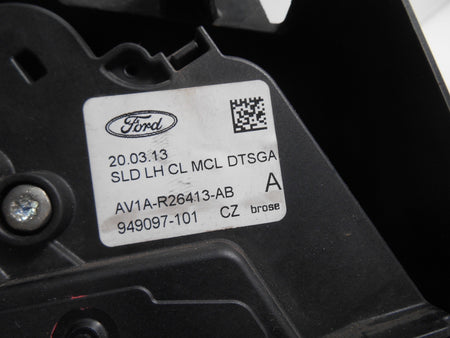 Ford
20.03.13
SLD LH CL MCL DTSGA
AV1A-R26413-AB A
949097-101 CZ brose